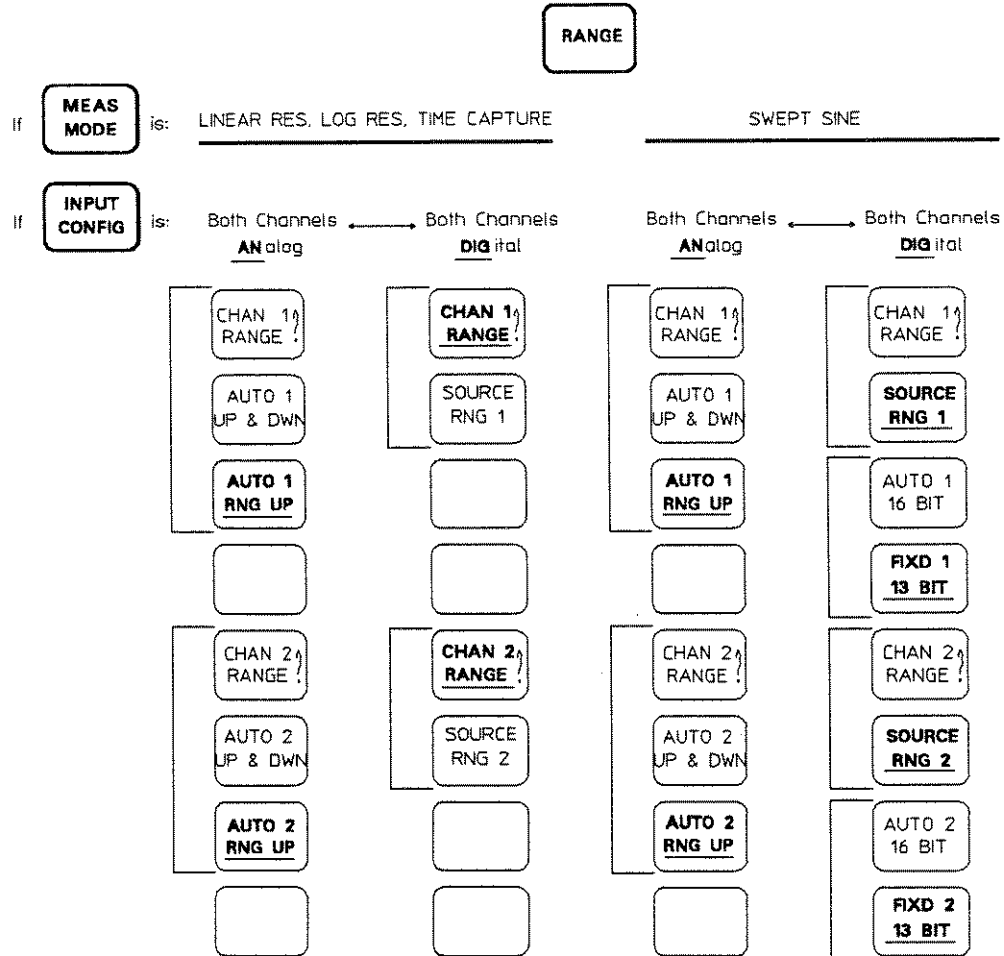 RANGE
If MEAS MODE is: LINEAR RES, LOG RES, TIME CAPTURE SWEPT SINE
If INPUT CONFIG is: Both Channels Both Channels Both Channels Both Channels
ANalog DIGital ANalog DIGital
CHAN 1 CHAN 1 CHAN 1 CHAN 1
RANGE ? RANGE ? RANGE ? RANGE ?
AUTO 1 SOURCE AUTO 1 SOURCE
UP & DWN RNG 1 UP & DWN RNG 1
AUTO 1 AUTO 1 AUTO 1
RNG UP RNG UP 16 BIT
FIXD 1
13 BIT
CHAN 2 CHAN 2 CHAN 2 CHAN 2
RANGE ? RANGE ? RANGE ? RANGE ?
AUTO 2 SOURCE AUTO 2 SOURCE
UP & DWN RNG 2 UP & DWN RNG 2
AUTO 2 AUTO 2 AUTO 2
RNG UP RNG UP 16 BIT
FIXD 2
13 BIT